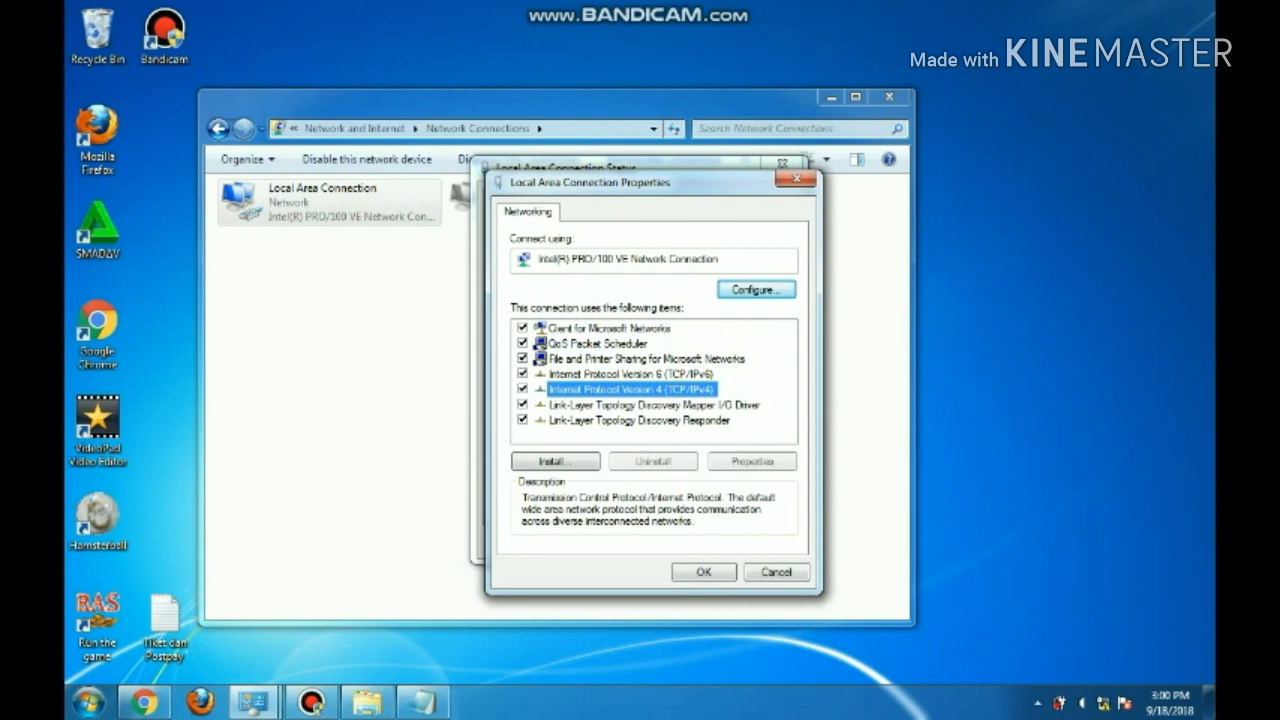 www.BANDICAM.com
Made with KINEMASTER
Recycle Bin
Bandicam
Mozilla
Firefox
SMADAV
Google
Chrome
VideoPad
Video Editor
Hamsterball
RAS
Run the
game
Tiket dan
Postpay
« Network and Internet ▸ Network Connections ▸
Search Network Connections
Organize
Disable this network device
Di
Local Area Connection
Network
Intel(R) PRO/100 VE Network Con...
Local Area Connection Status
Local Area Connection Properties
Networking
Connect using:
Intel(R) PRO/100 VE Network Connection
Configure...
This connection uses the following items:
Client for Microsoft Networks
QoS Packet Scheduler
File and Printer Sharing for Microsoft Networks
Internet Protocol Version 6 (TCP/IPv6)
Internet Protocol Version 4 (TCP/IPv4)
Link-Layer Topology Discovery Mapper I/O Driver
Link-Layer Topology Discovery Responder
Install...
Uninstall
Properties
Description
Transmission Control Protocol/Internet Protocol. The default
wide area network protocol that provides communication
across diverse interconnected networks.
OK
Cancel
3:00 PM
9/18/2018